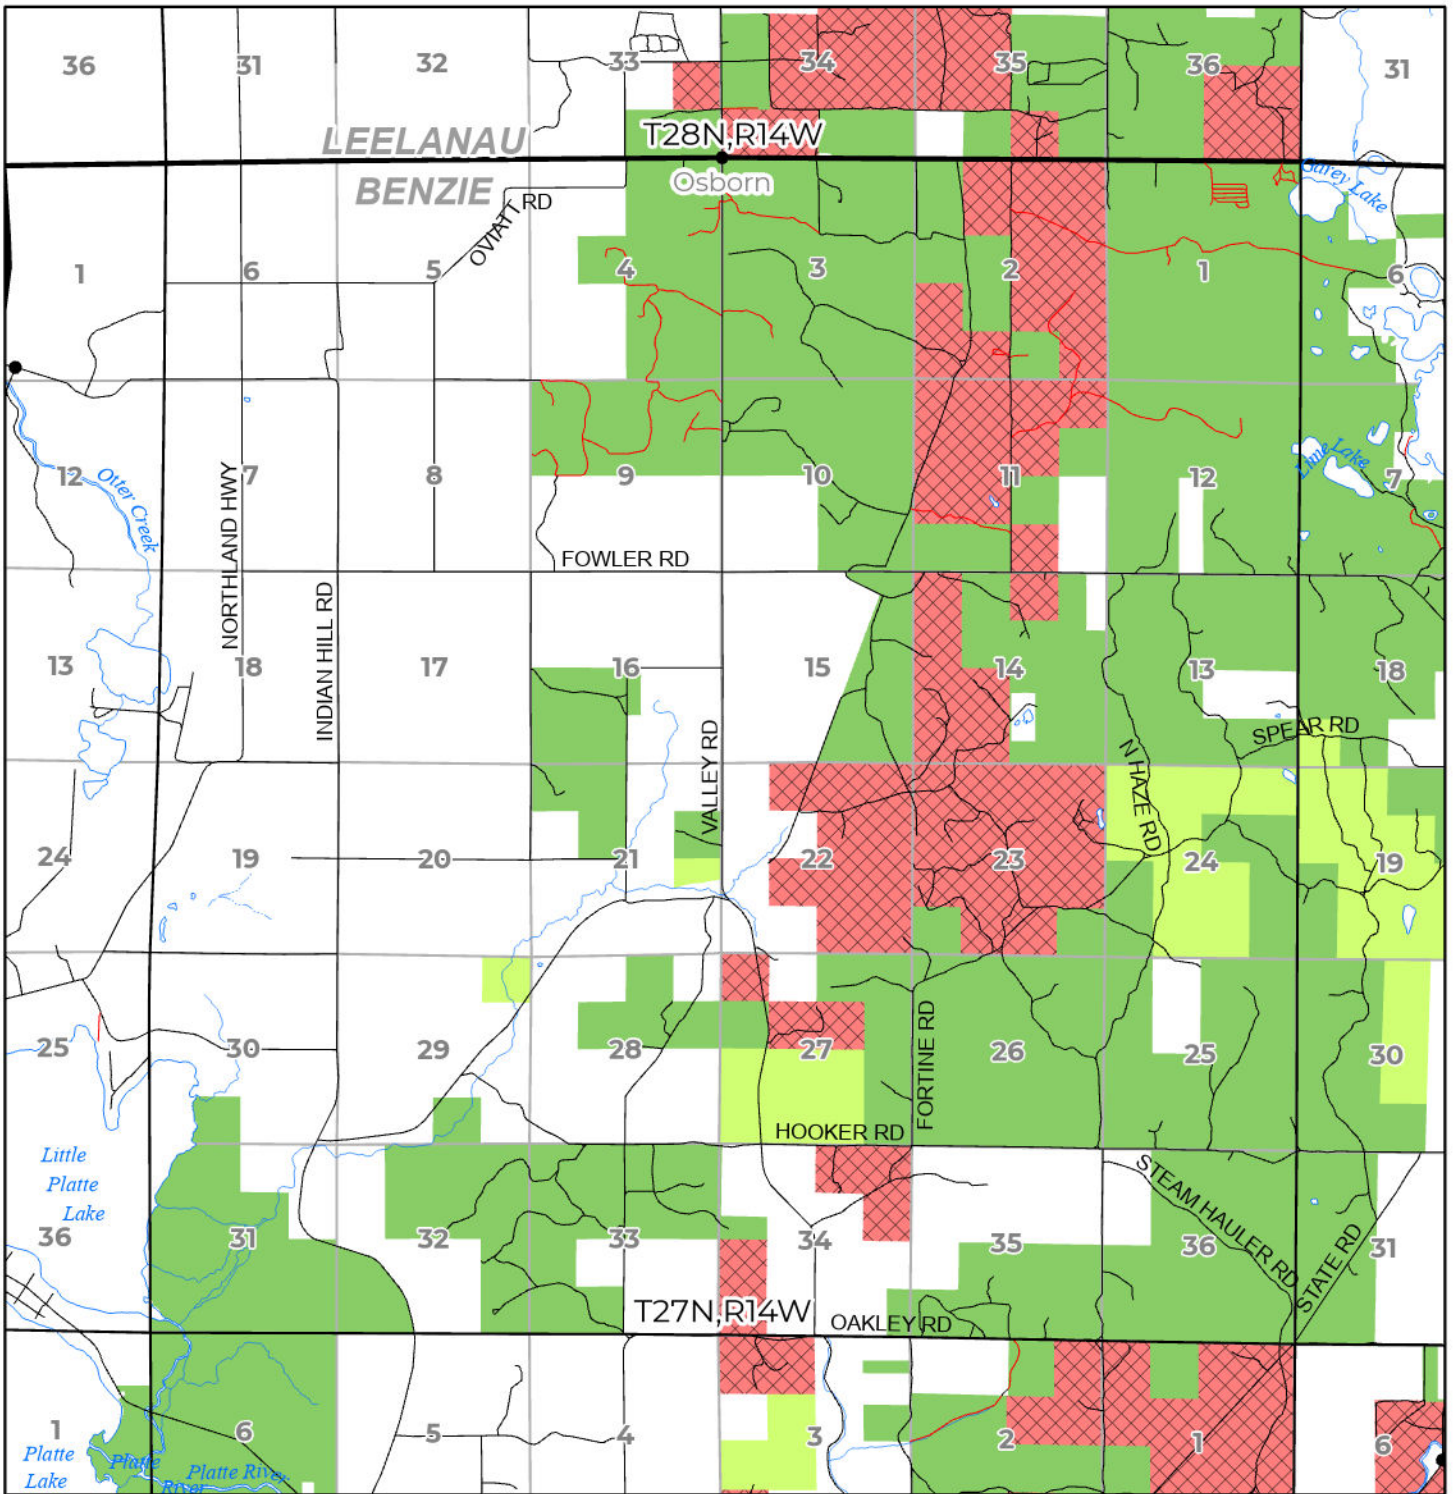 36 31 32 33 34 35 36 31
LEELANAU
T28N,R14W
BENZIE
Osborn
Garey Lake
OVIATT RD
1 6 5 4 3 2 1 6
12 7 8 9 10 11 12 7
Otter Creek
NORTHLAND HWY
Lime Lake
FOWLER RD
INDIAN HILL RD
13 18 17 16 15 14 13 18
VALLEY RD
N HAZE RD
SPEAR RD
24 19 20 21 22 23 24 19
25 30 29 28 27 26 25 30
FORTINE RD
HOOKER RD
Little
Platte
Lake
STEAM HAULER RD
STATE RD
36 31 32 33 34 35 36 31
T27N,R14W
OAKLEY RD
1 6 5 4 3 2 1 6
Platte
Lake
Platte
River
Platte River